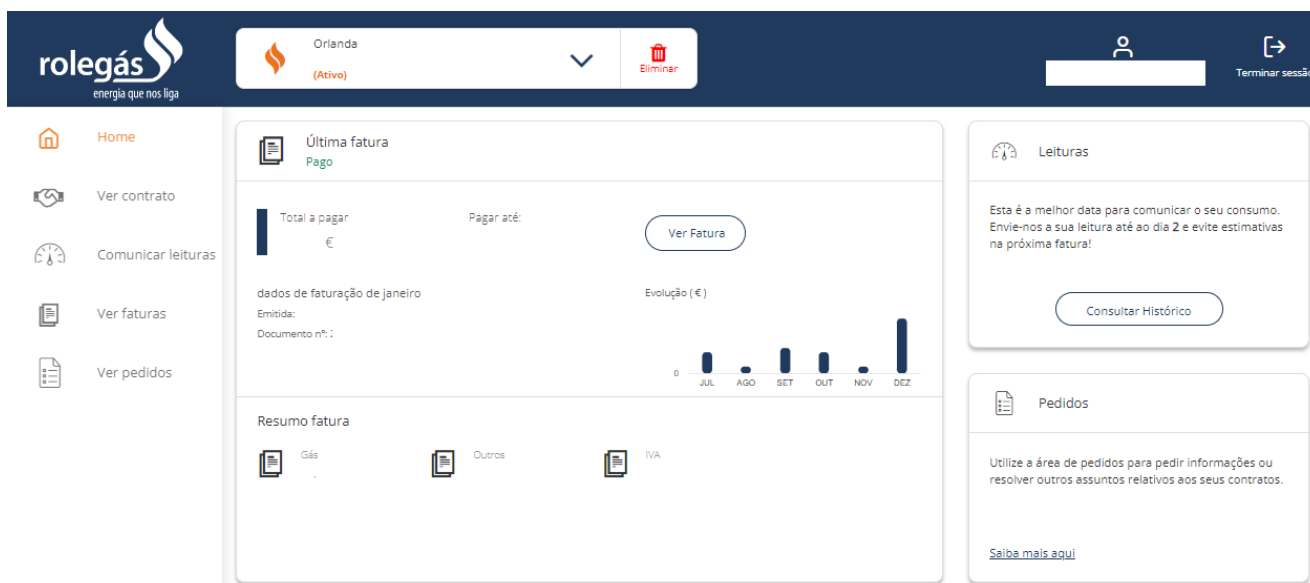 rolegás
energia que nos liga
Orlanda
(Ativo)
Eliminar
Terminar sessão
Home
Ver contrato
Comunicar leituras
Ver faturas
Ver pedidos
Última fatura
Pago
Total a pagar
€
Pagar até:
Ver Fatura
dados de faturação de janeiro
Emitida:
Documento nº:
Evolução ( € )
0
JUL AGO SET OUT NOV DEZ
Resumo fatura
Gás
Outros
IVA
Leituras
Esta é a melhor data para comunicar o seu consumo.
Envie-nos a sua leitura até ao dia 2 e evite estimativas
na próxima fatura!
Consultar Histórico
Pedidos
Utilize a área de pedidos para pedir informações ou
resolver outros assuntos relativos aos seus contratos.
Saiba mais aqui